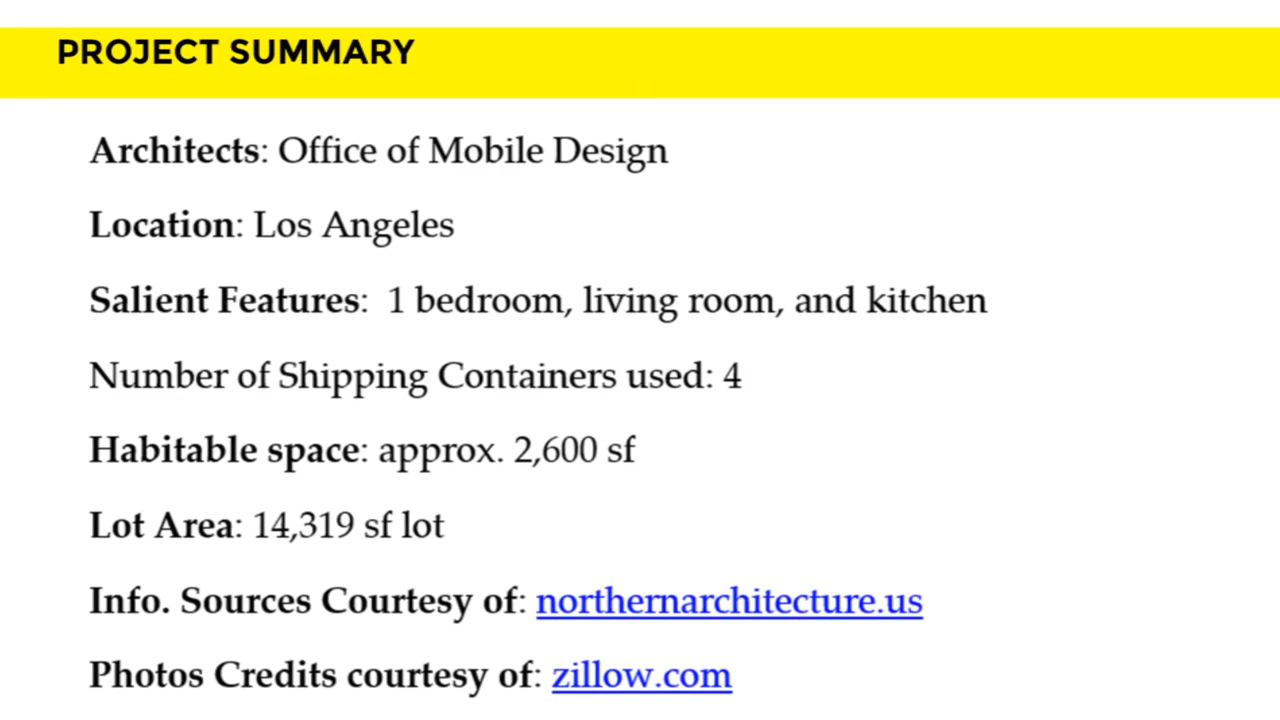 PROJECT SUMMARY
Architects: Office of Mobile Design
Location: Los Angeles
Salient Features: 1 bedroom, living room, and kitchen
Number of Shipping Containers used: 4
Habitable space: approx. 2,600 sf
Lot Area: 14,319 sf lot
Info. Sources Courtesy of: northernarchitecture.us
Photos Credits courtesy of: zillow.com